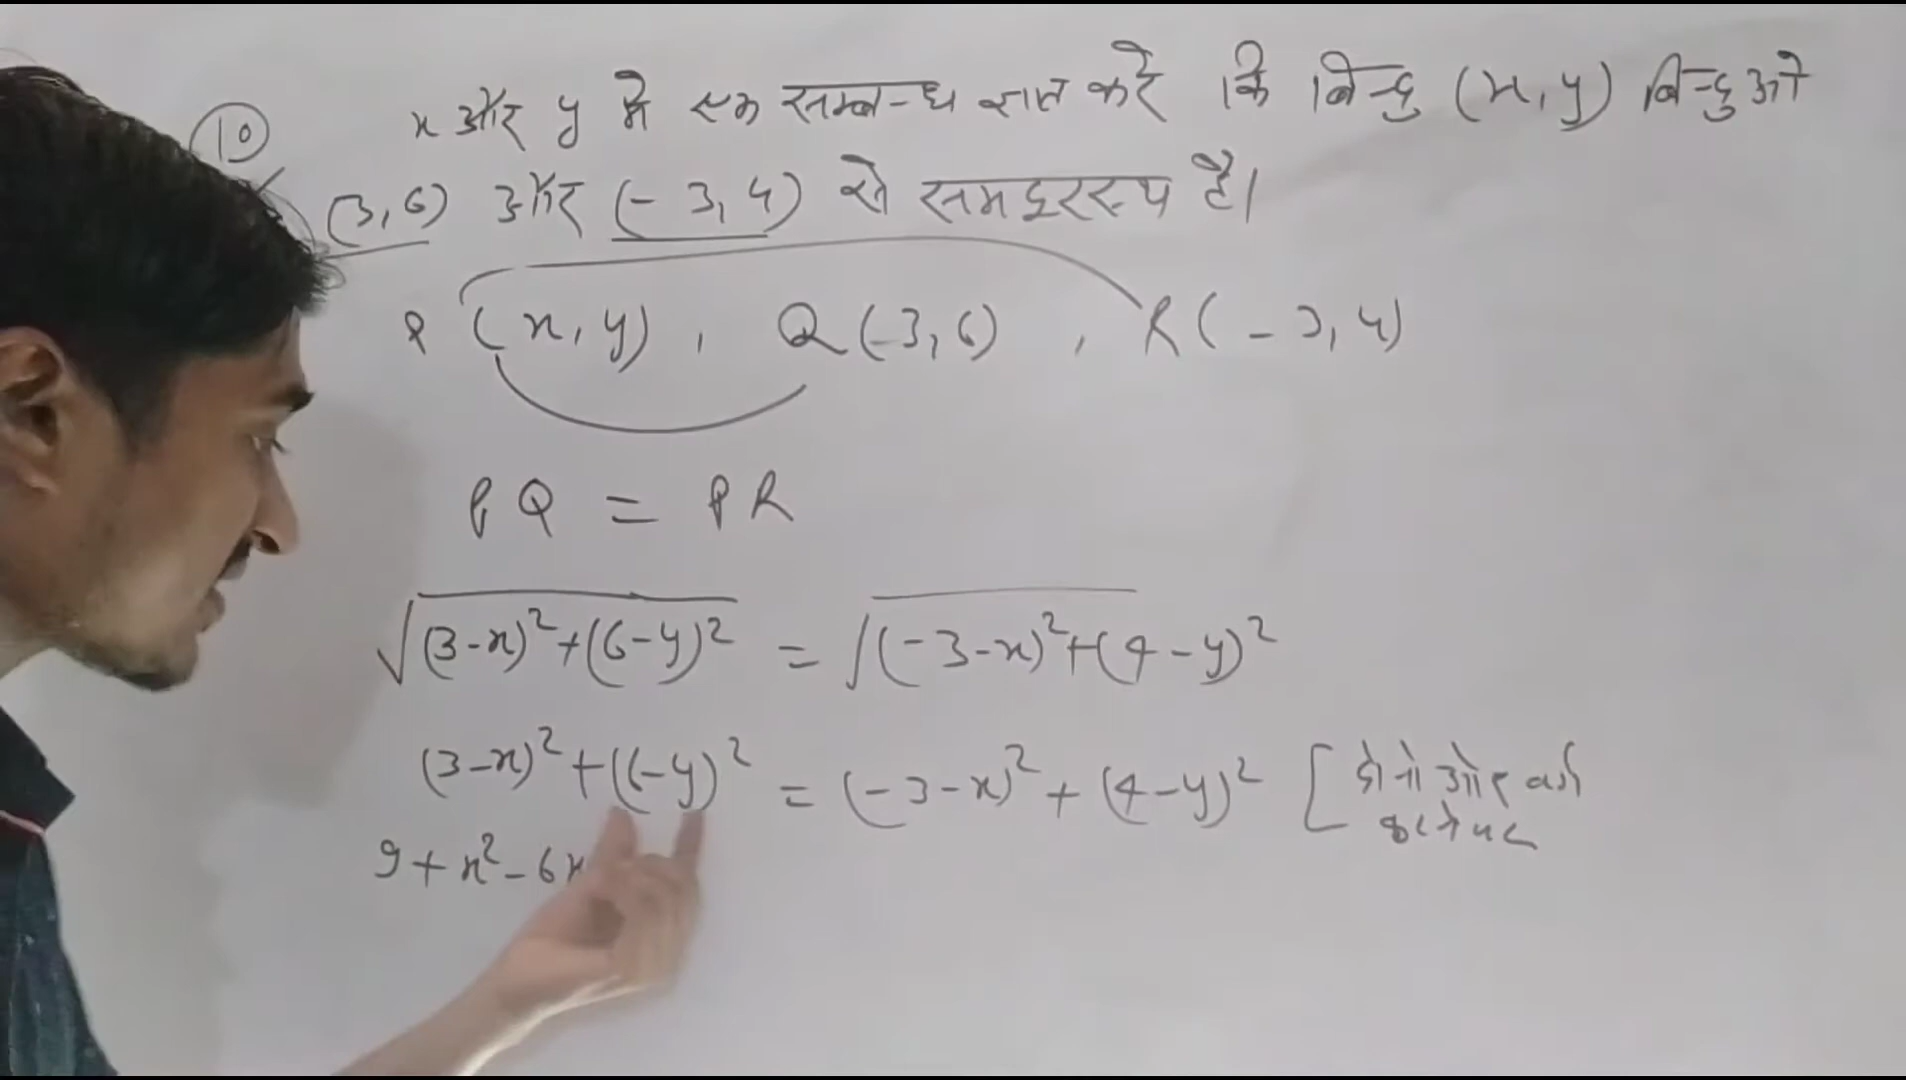 10 x और y में एक सम्बन्ध ज्ञात करें कि बिन्दु (x, y) बिन्दुओ
(3, 6) और (- 3, 4) से समदूरस्थ है।
P (x, y) , Q (-3, 6) , R (- 3, 4)
PQ = PR
√(3-x)²+(6-y)² = √(-3-x)²+(4-y)²
(3-x)²+(6-y)² = (-3-x)²+(4-y)² [दोनो ओर वर्ग
करने पर
9+x²-6x